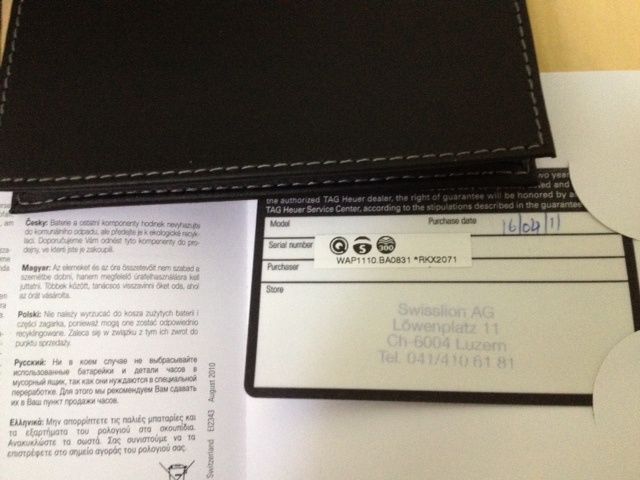 Česky: Baterie a ostatní komponenty hodinek nevyhazujte
do komunálního odpadu, ale předejte je k ekologické recyk-
laci. Doporučujeme Vám odnést tyto komponenty do pro-
dejny, ve které jste je zakoupili.
Magyar: Az elemeket és az óra összetevőit nem szabad a
szemétbe dobni, hanem megfelelő újrafelhasználásra kell
juttatni. Többek között, tanácsos visszavinni őket oda, ahol
az órát vásárolta.
Polski: Nie należy wyrzucać do kosza zużytych baterii i
części zegarka, ponieważ mogą one zostać odpowiednio
recyklingowane. Zaleca się w związku z tym ich zwrot do
punktu sprzedaży.
Русский: Ни в коем случае не выбрасывайте
использованные батарейки и детали часов в
мусорный ящик, так как они нуждаются в специальной
переработке. Для этого мы рекомендуем Вам сдавать
их в Ваш пункт продажи часов.
Ελληνικά: Μην απορρίπτετε τις παλιές μπαταρίες και
τα εξαρτήματα του ρολογιού στα σκουπίδια.
Ανακυκλώστε τα σωστά. Σας συνιστούμε να τα
επιστρέψετε στο σημείο αγοράς του ρολογιού σας.
Switzerland EI2343 August 2010
two years
the authorized TAG Heuer dealer, the right of guarantee will be honored by a
TAG Heuer Service Center, according to the stipulations described in the guarantee
Model Purchase date 16/04/11
Serial number Q S 300
WAP1110.BA0831 *RKX2071
Purchaser
Store
Swisslion AG
Löwenplatz 11
Ch-6004 Luzern
Tel. 041/410 61 81